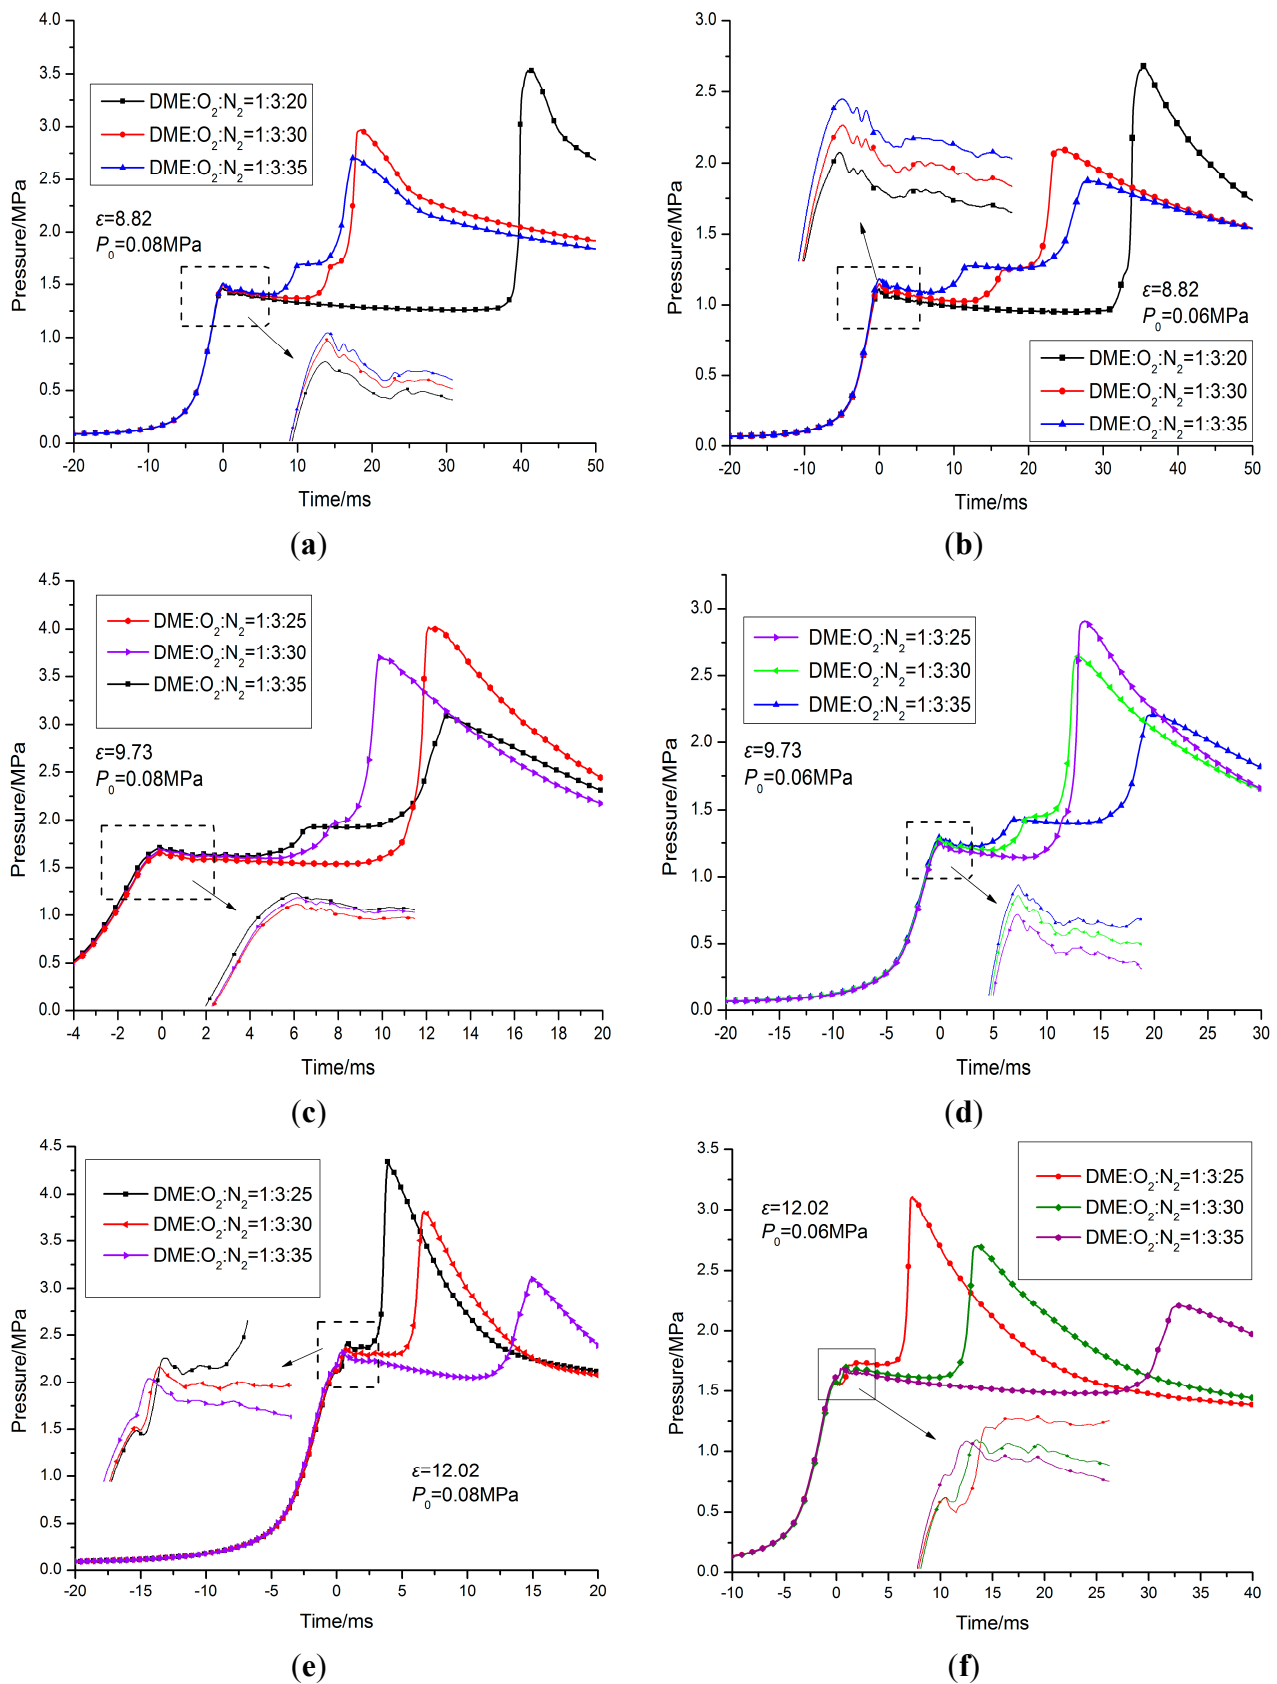 4.0
3.5
3.0
2.5
2.0
1.5
1.0
0.5
0.0
Pressure/MPa
DME:O₂:N₂=1:3:20
DME:O₂:N₂=1:3:30
DME:O₂:N₂=1:3:35
ε=8.82
P₀=0.08MPa
-20 -10 0 10 20 30 40 50
Time/ms
(a)
3.0
2.5
2.0
1.5
1.0
0.5
0.0
Pressure/MPa
ε=8.82
P₀=0.06MPa
DME:O₂:N₂=1:3:20
DME:O₂:N₂=1:3:30
DME:O₂:N₂=1:3:35
-20 -10 0 10 20 30 40 50
Time/ms
(b)
4.5
4.0
3.5
3.0
2.5
2.0
1.5
1.0
0.5
0.0
Pressure/MPa
DME:O₂:N₂=1:3:25
DME:O₂:N₂=1:3:30
DME:O₂:N₂=1:3:35
ε=9.73
P₀=0.08MPa
-4 -2 0 2 4 6 8 10 12 14 16 18 20
Time/ms
(c)
3.0
2.5
2.0
1.5
1.0
0.5
0.0
Pressure/MPa
DME:O₂:N₂=1:3:25
DME:O₂:N₂=1:3:30
DME:O₂:N₂=1:3:35
ε=9.73
P₀=0.06MPa
-20 -15 -10 -5 0 5 10 15 20 25 30
Time/ms
(d)
4.5
4.0
3.5
3.0
2.5
2.0
1.5
1.0
0.5
0.0
Pressure/MPa
DME:O₂:N₂=1:3:25
DME:O₂:N₂=1:3:30
DME:O₂:N₂=1:3:35
ε=12.02
P₀=0.08MPa
-20 -15 -10 -5 0 5 10 15 20
Time/ms
(e)
3.5
3.0
2.5
2.0
1.5
1.0
0.5
0.0
Pressure/MPa
DME:O₂:N₂=1:3:25
DME:O₂:N₂=1:3:30
DME:O₂:N₂=1:3:35
ε=12.02
P₀=0.06MPa
-10 -5 0 5 10 15 20 25 30 35 40
Time/ms
(f)